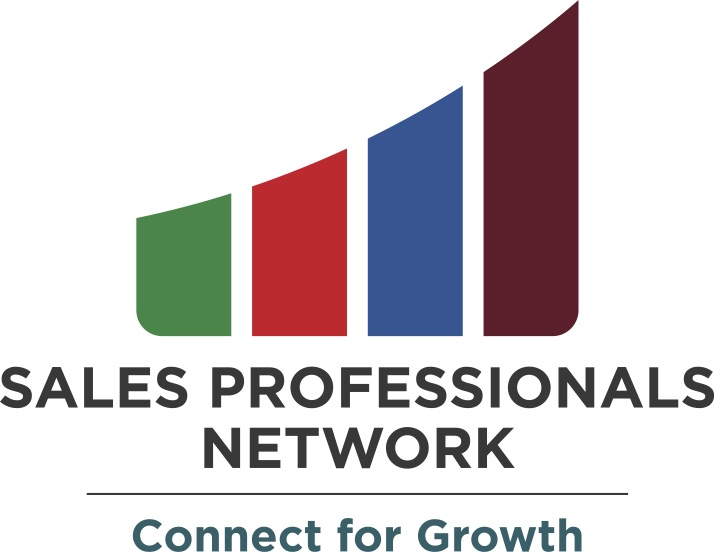 SALES PROFESSIONALS
NETWORK
Connect for Growth